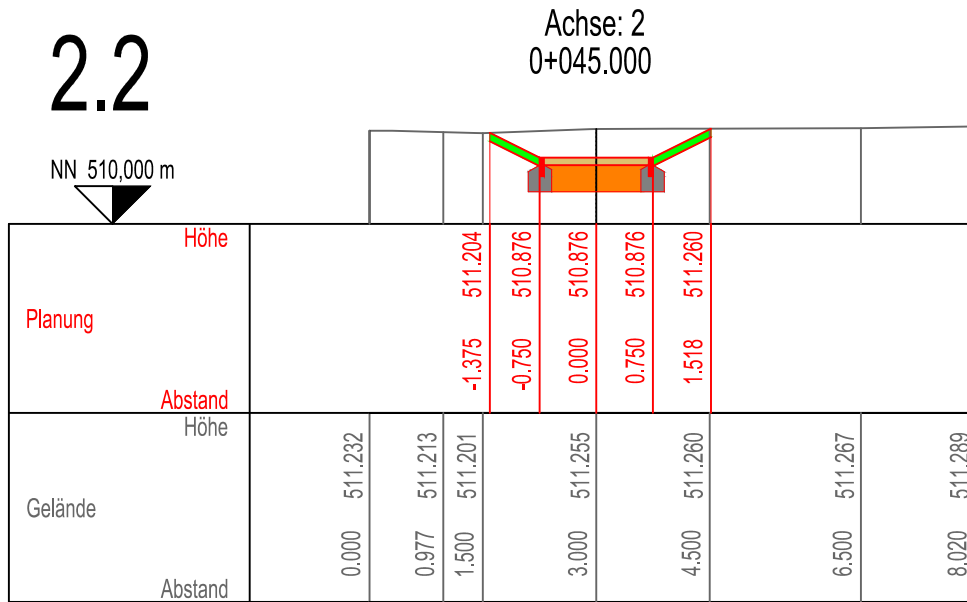 2.2
Achse: 2
0+045.000
NN 510,000 m
Höhe
511.204 510.876 510.876 510.876 511.260
Planung
-1.375 -0.750 0.000 0.750 1.518
Abstand
Höhe
511.232 511.213 511.201 511.255 511.260 511.267 511.289
Gelände
0.000 0.977 1.500 3.000 4.500 6.500 8.020
Abstand